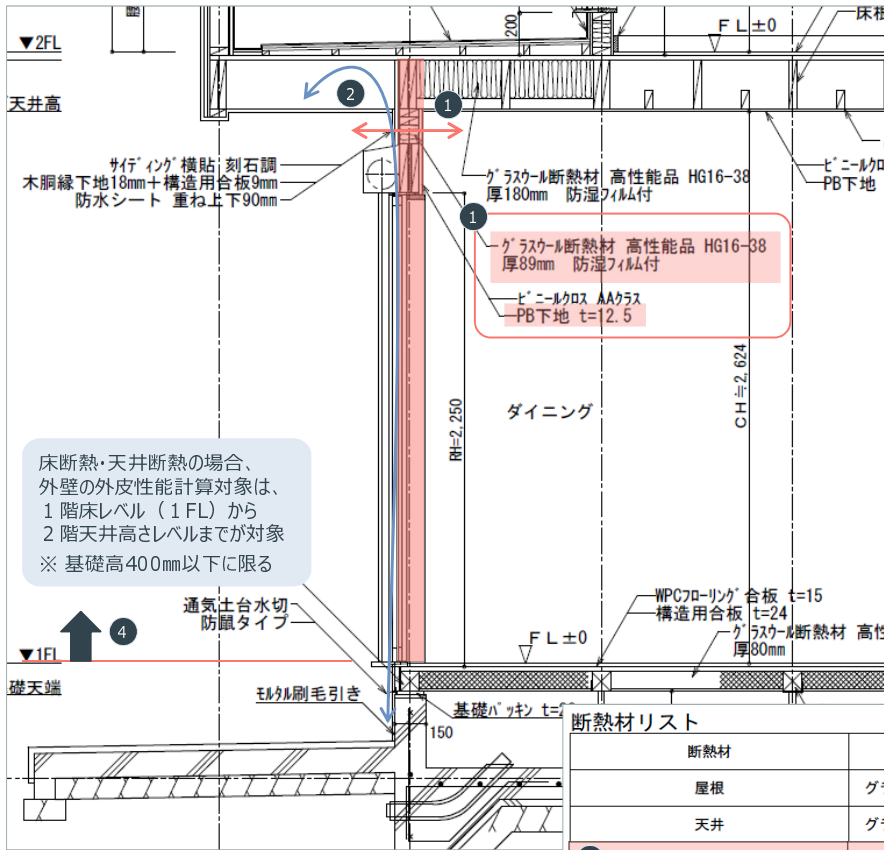 ▼2FL
200
FL±0
天井高
2
1
サイディング横貼 刻石調
木胴縁下地18mm＋構造用合板9mm
防水シート 重ね上下90mm
グラスウール断熱材 高性能品 HG16-38
厚180mm 防湿フィルム付
PB下地
1
グラスウール断熱材 高性能品 HG16-38
厚89mm 防湿フィルム付
ビニールクロス AAクラス
PB下地 t=12.5
RH=2,250
CH≒2,624
ダイニング
床断熱・天井断熱の場合、
外壁の外皮性能計算対象は、
1 階床レベル（1 FL）から
2 階天井高さレベルまでが対象
※ 基礎高400㎜以下に限る
通気土台水切
防鼠タイプ
4
▼1FL
FL±0
WPCフローリング合板 t=15
構造用合板 t=24
グラスウール断熱材
厚80mm
礎天端
モルタル刷毛引き
基礎パッキン
150
断熱材リスト
断熱材
屋根
天井